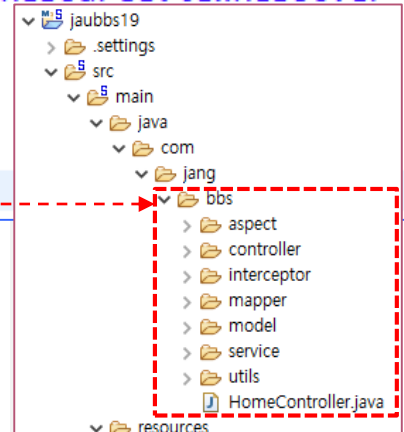 jaubbs19
.settings
src
main
java
com
jang
bbs
aspect
controller
interceptor
mapper
model
service
utils
HomeController.java
resources